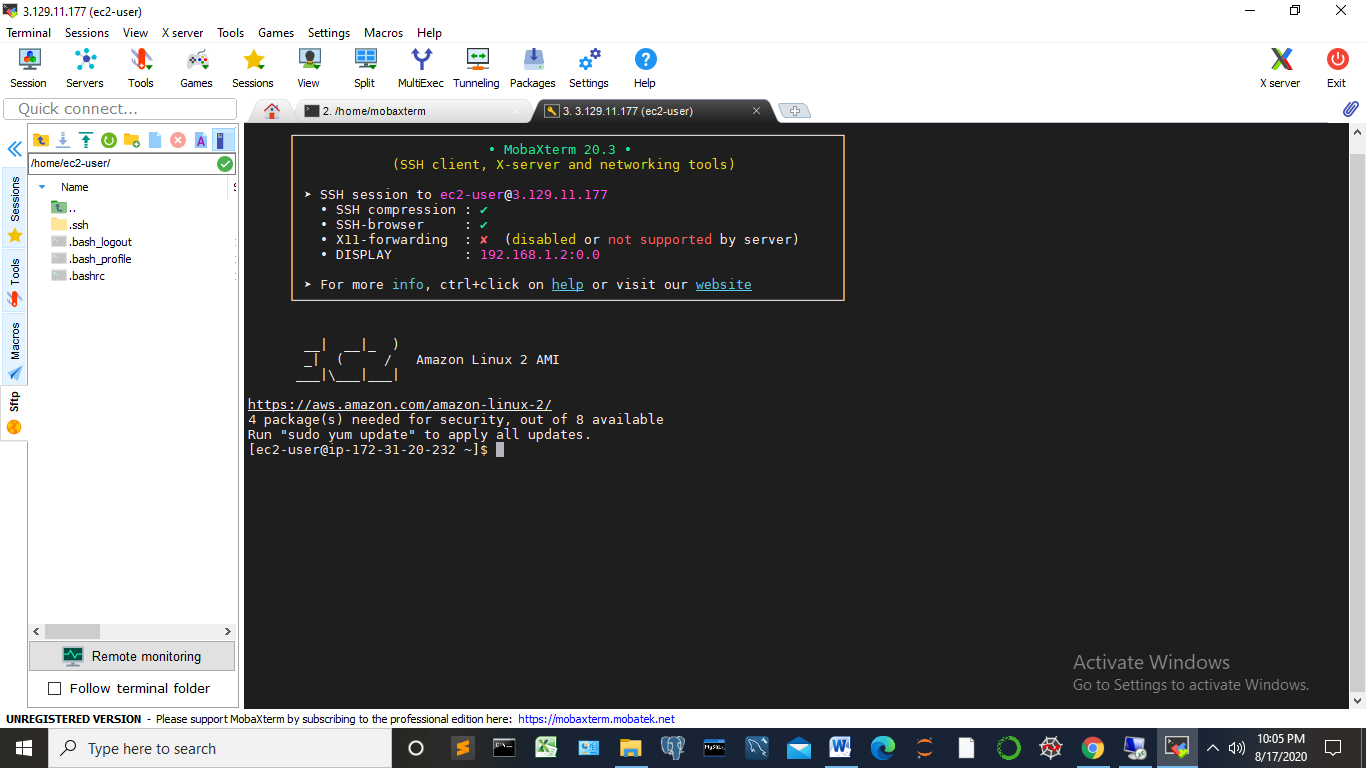 3.129.11.177 (ec2-user)
Terminal Sessions View X server Tools Games Settings Macros Help
Session Servers Tools Games Sessions View Split MultiExec Tunneling Packages Settings Help X server Exit
Quick connect...
2. /home/mobaxterm
3. 3.129.11.177 (ec2-user)
/home/ec2-user/
Name
..
.ssh
.bash_logout
.bash_profile
.bashrc
Sessions
Tools
Macros
Sftp
• MobaXterm 20.3 •
(SSH client, X-server and networking tools)
➤ SSH session to ec2-user@3.129.11.177
• SSH compression : ✔
• SSH-browser : ✔
• X11-forwarding : ✘ (disabled or not supported by server)
• DISPLAY : 192.168.1.2:0.0
➤ For more info, ctrl+click on help or visit our website
__| __|_ )
_| ( / Amazon Linux 2 AMI
___|\___|___|
https://aws.amazon.com/amazon-linux-2/
4 package(s) needed for security, out of 8 available
Run "sudo yum update" to apply all updates.
[ec2-user@ip-172-31-20-232 ~]$
Remote monitoring
Follow terminal folder
Activate Windows
Go to Settings to activate Windows.
UNREGISTERED VERSION - Please support MobaXterm by subscribing to the professional edition here: https://mobaxterm.mobatek.net
Type here to search
10:05 PM
8/17/2020